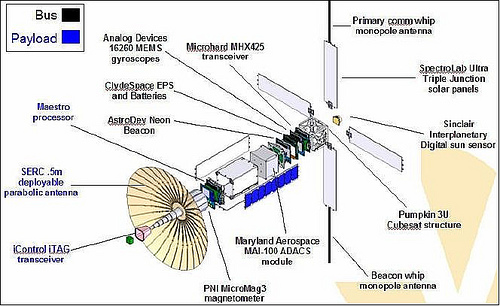 Bus
Payload
Analog Devices
16260 MEMS
gyroscopes
Microhard MHX425
transceiver
Primary comm whip
monopole antenna
SpectroLab Ultra
Triple Junction
solar panels
ClydeSpace EPS
and Batteries
Maestro
processor
AstroDev Neon
Beacon
Sinclair
Interplanetary
Digital sun sensor
SERC .5m
deployable
parabolic antenna
Pumpkin 3U
Cubesat structure
iControl iTAG
transceiver
Maryland Aerospace
MAI-100 ADACS
module
PNI MicroMag3
magnetometer
Beacon whip
monopole antenna